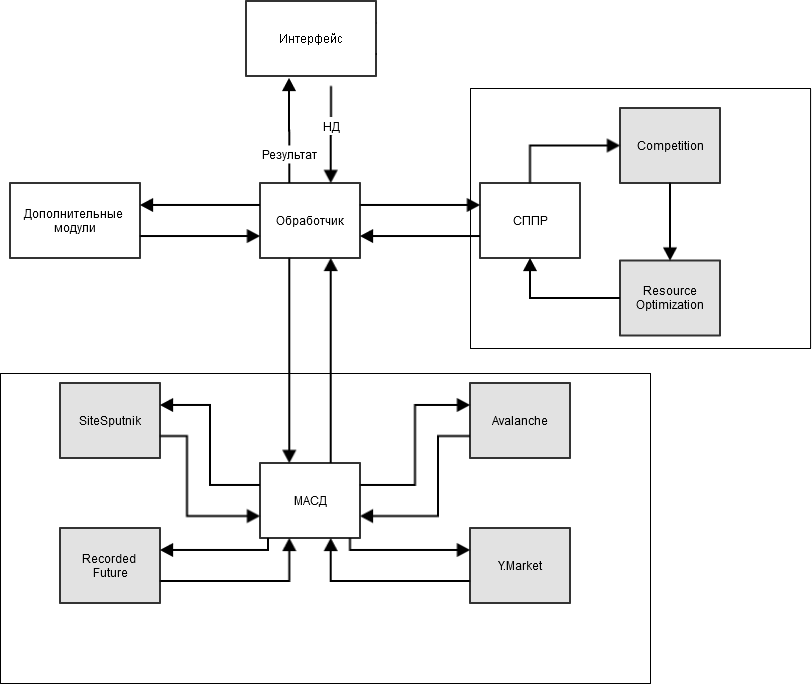 Интерфейс
НД
Результат
Competition
Дополнительные
модули
Обработчик
СППР
Resource
Optimization
SiteSputnik
Avalanche
МАСД
Recorded
Future
Y.Market